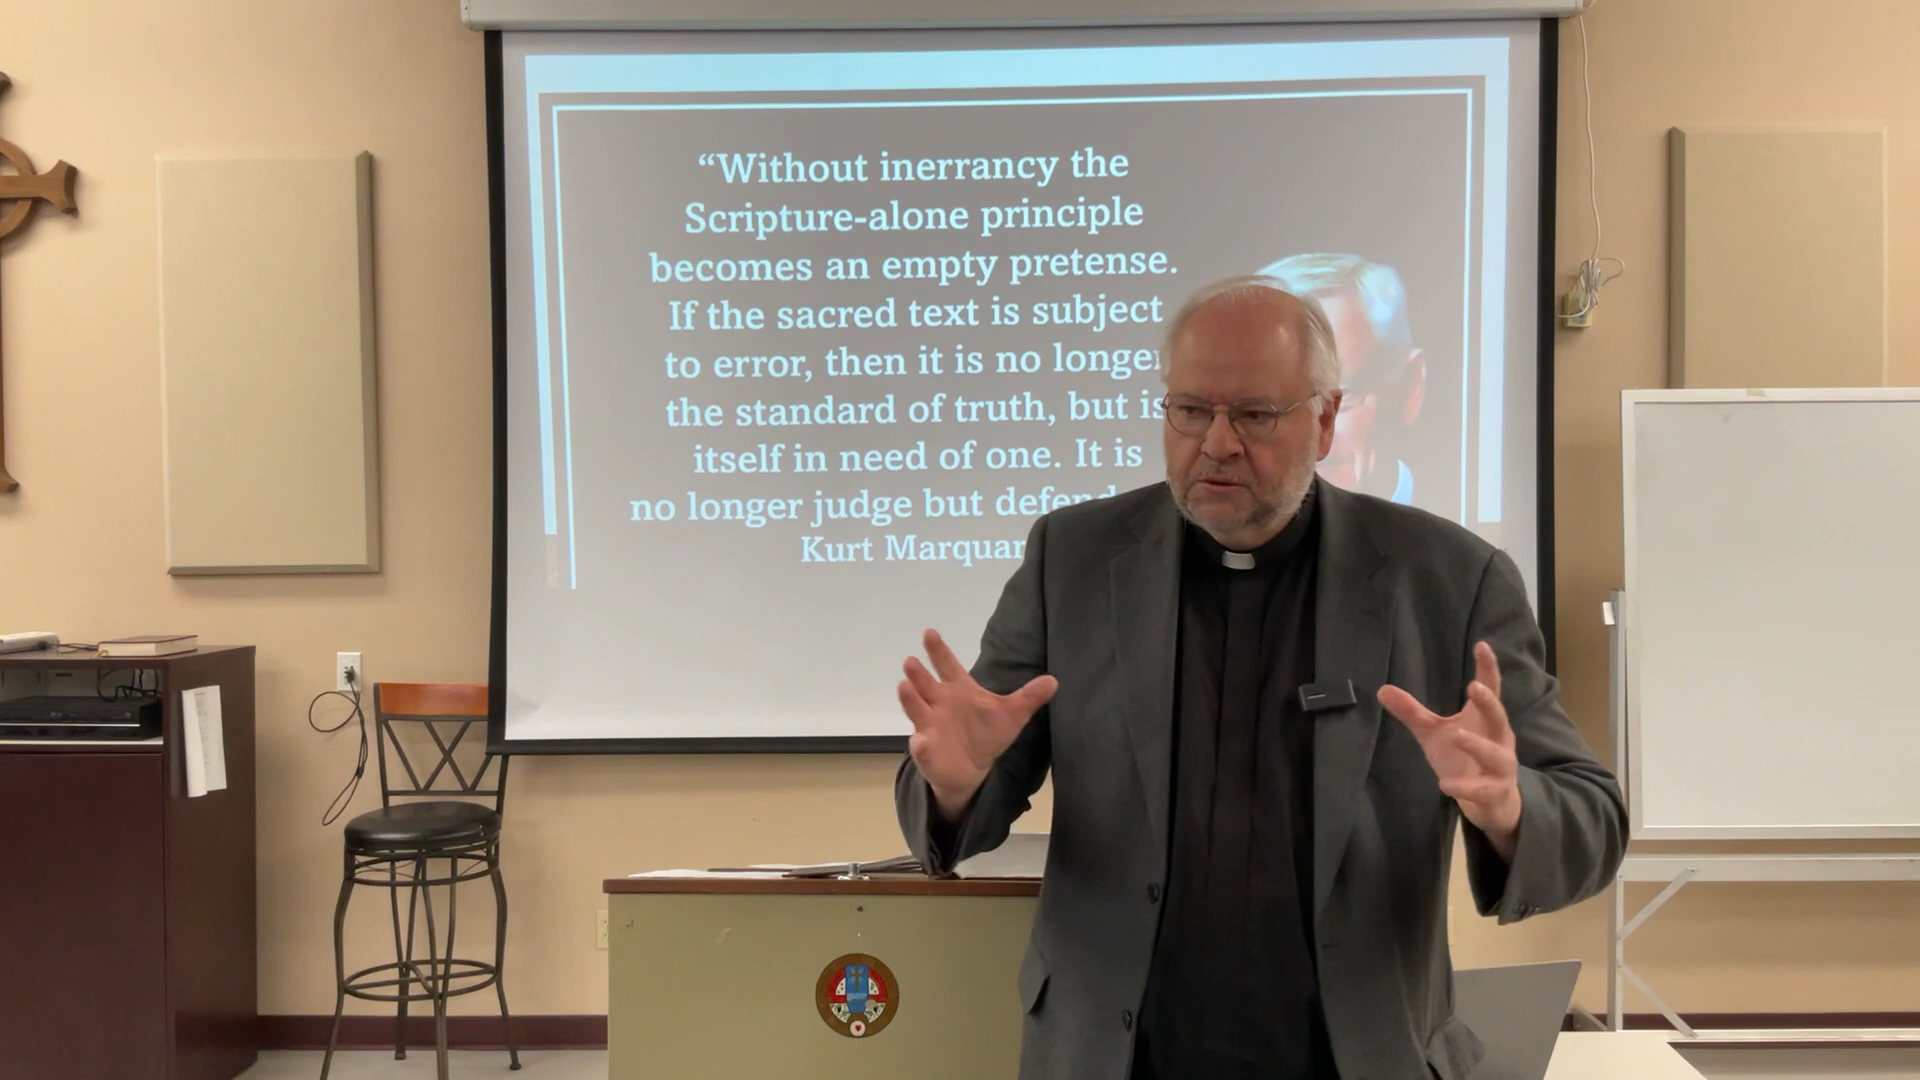 “Without inerrancy the
Scripture-alone principle
becomes an empty pretense.
If the sacred text is subject
to error, then it is no longer
the standard of truth, but is
itself in need of one. It is
no longer judge but
Kurt